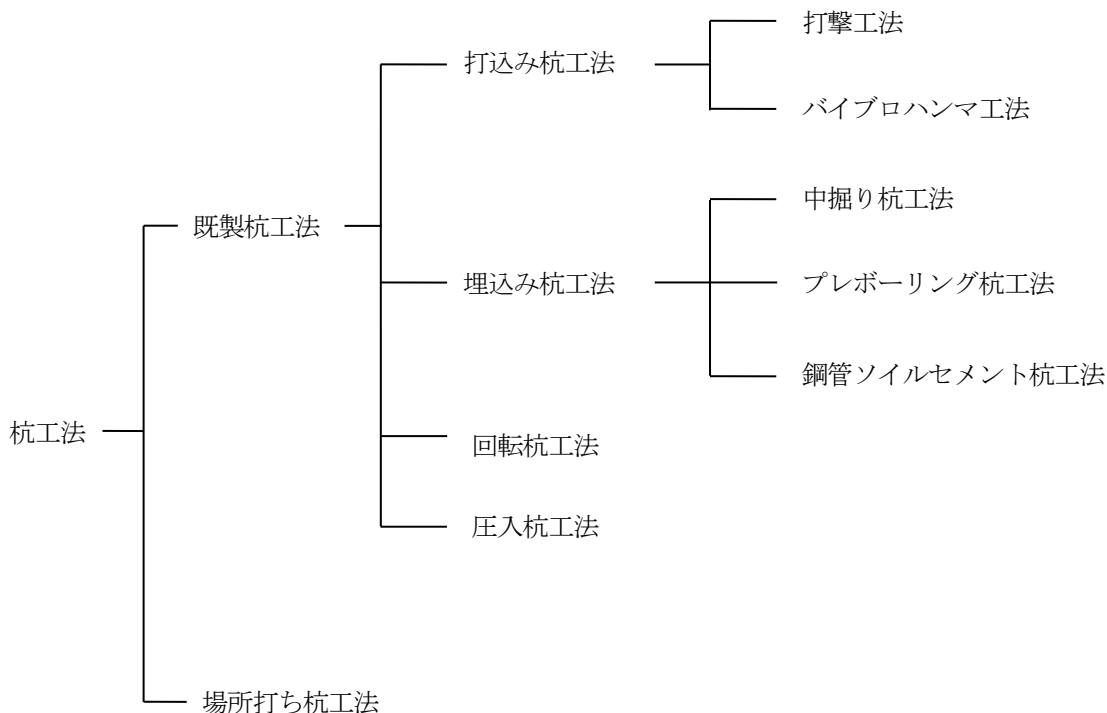 打撃工法
打込み杭工法
バイブロハンマ工法
中掘り杭工法
既製杭工法
埋込み杭工法
プレボーリング杭工法
鋼管ソイルセメント杭工法
杭工法
回転杭工法
圧入杭工法
場所打ち杭工法